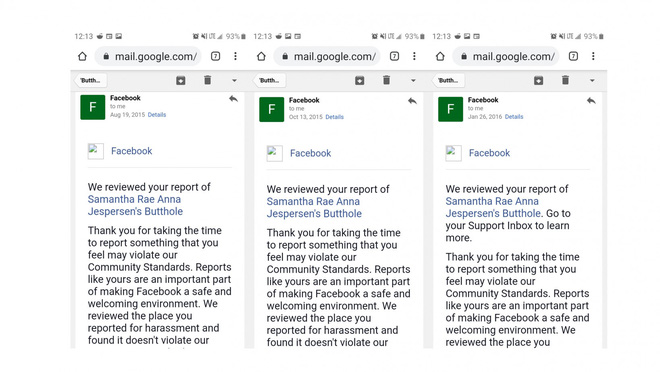 12:13
93%
mail.google.com/
7
'Butth...
F
Facebook
to me
Aug 19, 2015 Details
Facebook
We reviewed your report of
Samantha Rae Anna
Jespersen's Butthole
Thank you for taking the time
to report something that you
feel may violate our
Community Standards. Reports
like yours are an important part
of making Facebook a safe and
welcoming environment. We
reviewed the place you
reported for harassment and
found it doesn't violate our
12:13
93%
mail.google.com/
7
'Butth...
F
Facebook
to me
Oct 13, 2015 Details
Facebook
We reviewed your report of
Samantha Rae Anna
Jespersen's Butthole
Thank you for taking the time
to report something that you
feel may violate our
Community Standards. Reports
like yours are an important part
of making Facebook a safe and
welcoming environment. We
reviewed the place you
reported for harassment and
found it doesn't violate our
12:13
93%
mail.google.com/
7
'Butth...
F
Facebook
to me
Jan 26, 2016 Details
Facebook
We reviewed your report of
Samantha Rae Anna
Jespersen's Butthole. Go to
your Support Inbox to learn
more.
Thank you for taking the time
to report something that you
feel may violate our
Community Standards. Reports
like yours are an important part
of making Facebook a safe and
welcoming environment. We
reviewed the place you